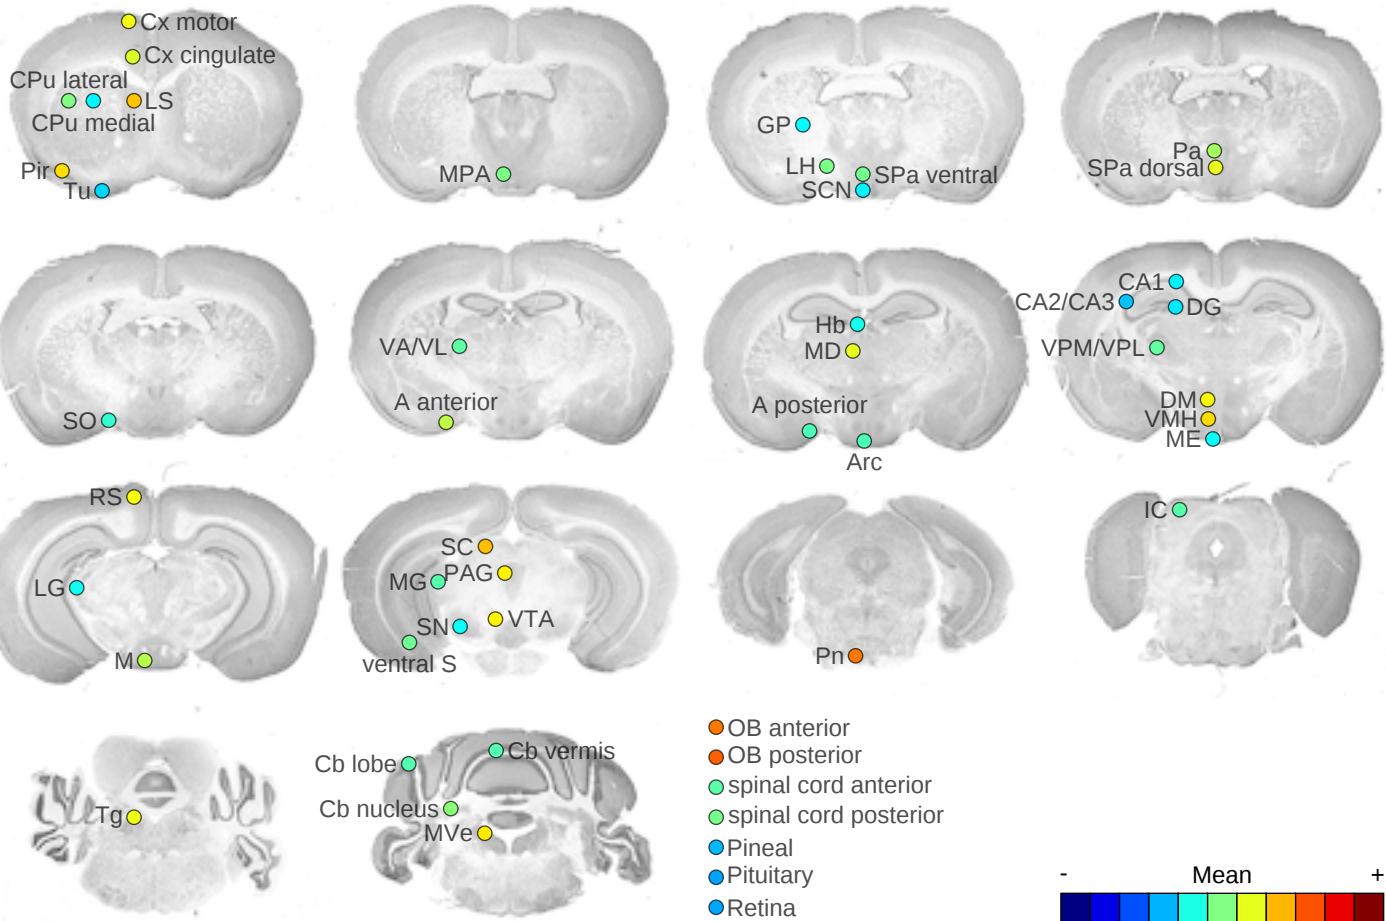 Cx motor
Cx cingulate
CPu lateral
LS
CPu medial
Pir
Tu
MPA
GP
LH
SPa ventral
SCN
Pa
SPa dorsal
SO
VA/VL
A anterior
Hb
MD
A posterior
Arc
CA1
CA2/CA3
DG
VPM/VPL
DM
VMH
ME
RS
LG
M
SC
MG
PAG
SN
VTA
ventral S
Pn
IC
Tg
Cb lobe
Cb vermis
Cb nucleus
MVe
OB anterior
OB posterior
spinal cord anterior
spinal cord posterior
Pineal
Pituitary
Retina
- Mean +